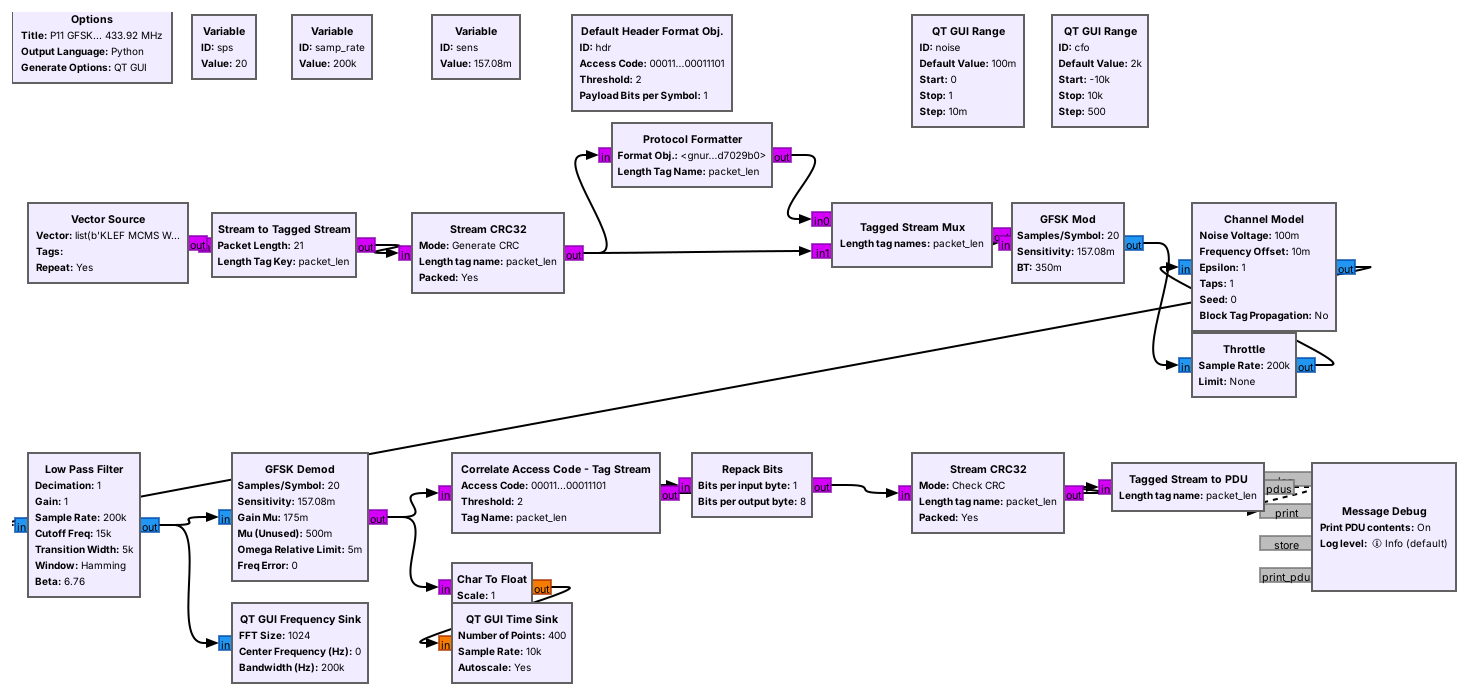 Options
Title: P11 GFSK... 433.92 MHz
Output Language: Python
Generate Options: QT GUI
Variable
ID: sps
Value: 20
Variable
ID: samp_rate
Value: 200k
Variable
ID: sens
Value: 157.08m
Default Header Format Obj.
ID: hdr
Access Code: 00011...00011101
Threshold: 2
Payload Bits per Symbol: 1
QT GUI Range
ID: noise
Default Value: 100m
Start: 0
Stop: 1
Step: 10m
QT GUI Range
ID: cfo
Default Value: 2k
Start: -10k
Stop: 10k
Step: 500
Protocol Formatter
Format Obj.: <gnur...d7029b0>
Length Tag Name: packet_len
in
out
Vector Source
Vector: list(b'KLEF MCMS W...
Tags:
Repeat: Yes
out
Stream to Tagged Stream
Packet Length: 21
Length Tag Key: packet_len
out
Stream CRC32
Mode: Generate CRC
Length tag name: packet_len
Packed: Yes
in
out
Tagged Stream Mux
Length tag names: packet_len
in0
in1
GFSK Mod
Samples/Symbol: 20
Sensitivity: 157.08m
BT: 350m
in
out
Channel Model
Noise Voltage: 100m
Frequency Offset: 10m
Epsilon: 1
Taps: 1
Seed: 0
Block Tag Propagation: No
in
out
Throttle
Sample Rate: 200k
Limit: None
in
out
Low Pass Filter
Decimation: 1
Gain: 1
Sample Rate: 200k
Cutoff Freq: 15k
Transition Width: 5k
Window: Hamming
Beta: 6.76
in
out
GFSK Demod
Samples/Symbol: 20
Sensitivity: 157.08m
Gain Mu: 175m
Mu (Unused): 500m
Omega Relative Limit: 5m
Freq Error: 0
in
out
Correlate Access Code - Tag Stream
Access Code: 00011...00011101
Threshold: 2
Tag Name: packet_len
in
out
Repack Bits
Bits per input byte: 1
Bits per output byte: 8
in
out
Stream CRC32
Mode: Check CRC
Length tag name: packet_len
Packed: Yes
in
out
Tagged Stream to PDU
Length tag name: packet_len
in
pdus
Message Debug
Print PDU contents: On
Log level: ⓘ Info (default)
print
store
print_pdu
Char To Float
Scale: 1
in
out
QT GUI Frequency Sink
FFT Size: 1024
Center Frequency (Hz): 0
Bandwidth (Hz): 200k
in
QT GUI Time Sink
Number of Points: 400
Sample Rate: 10k
Autoscale: Yes
in